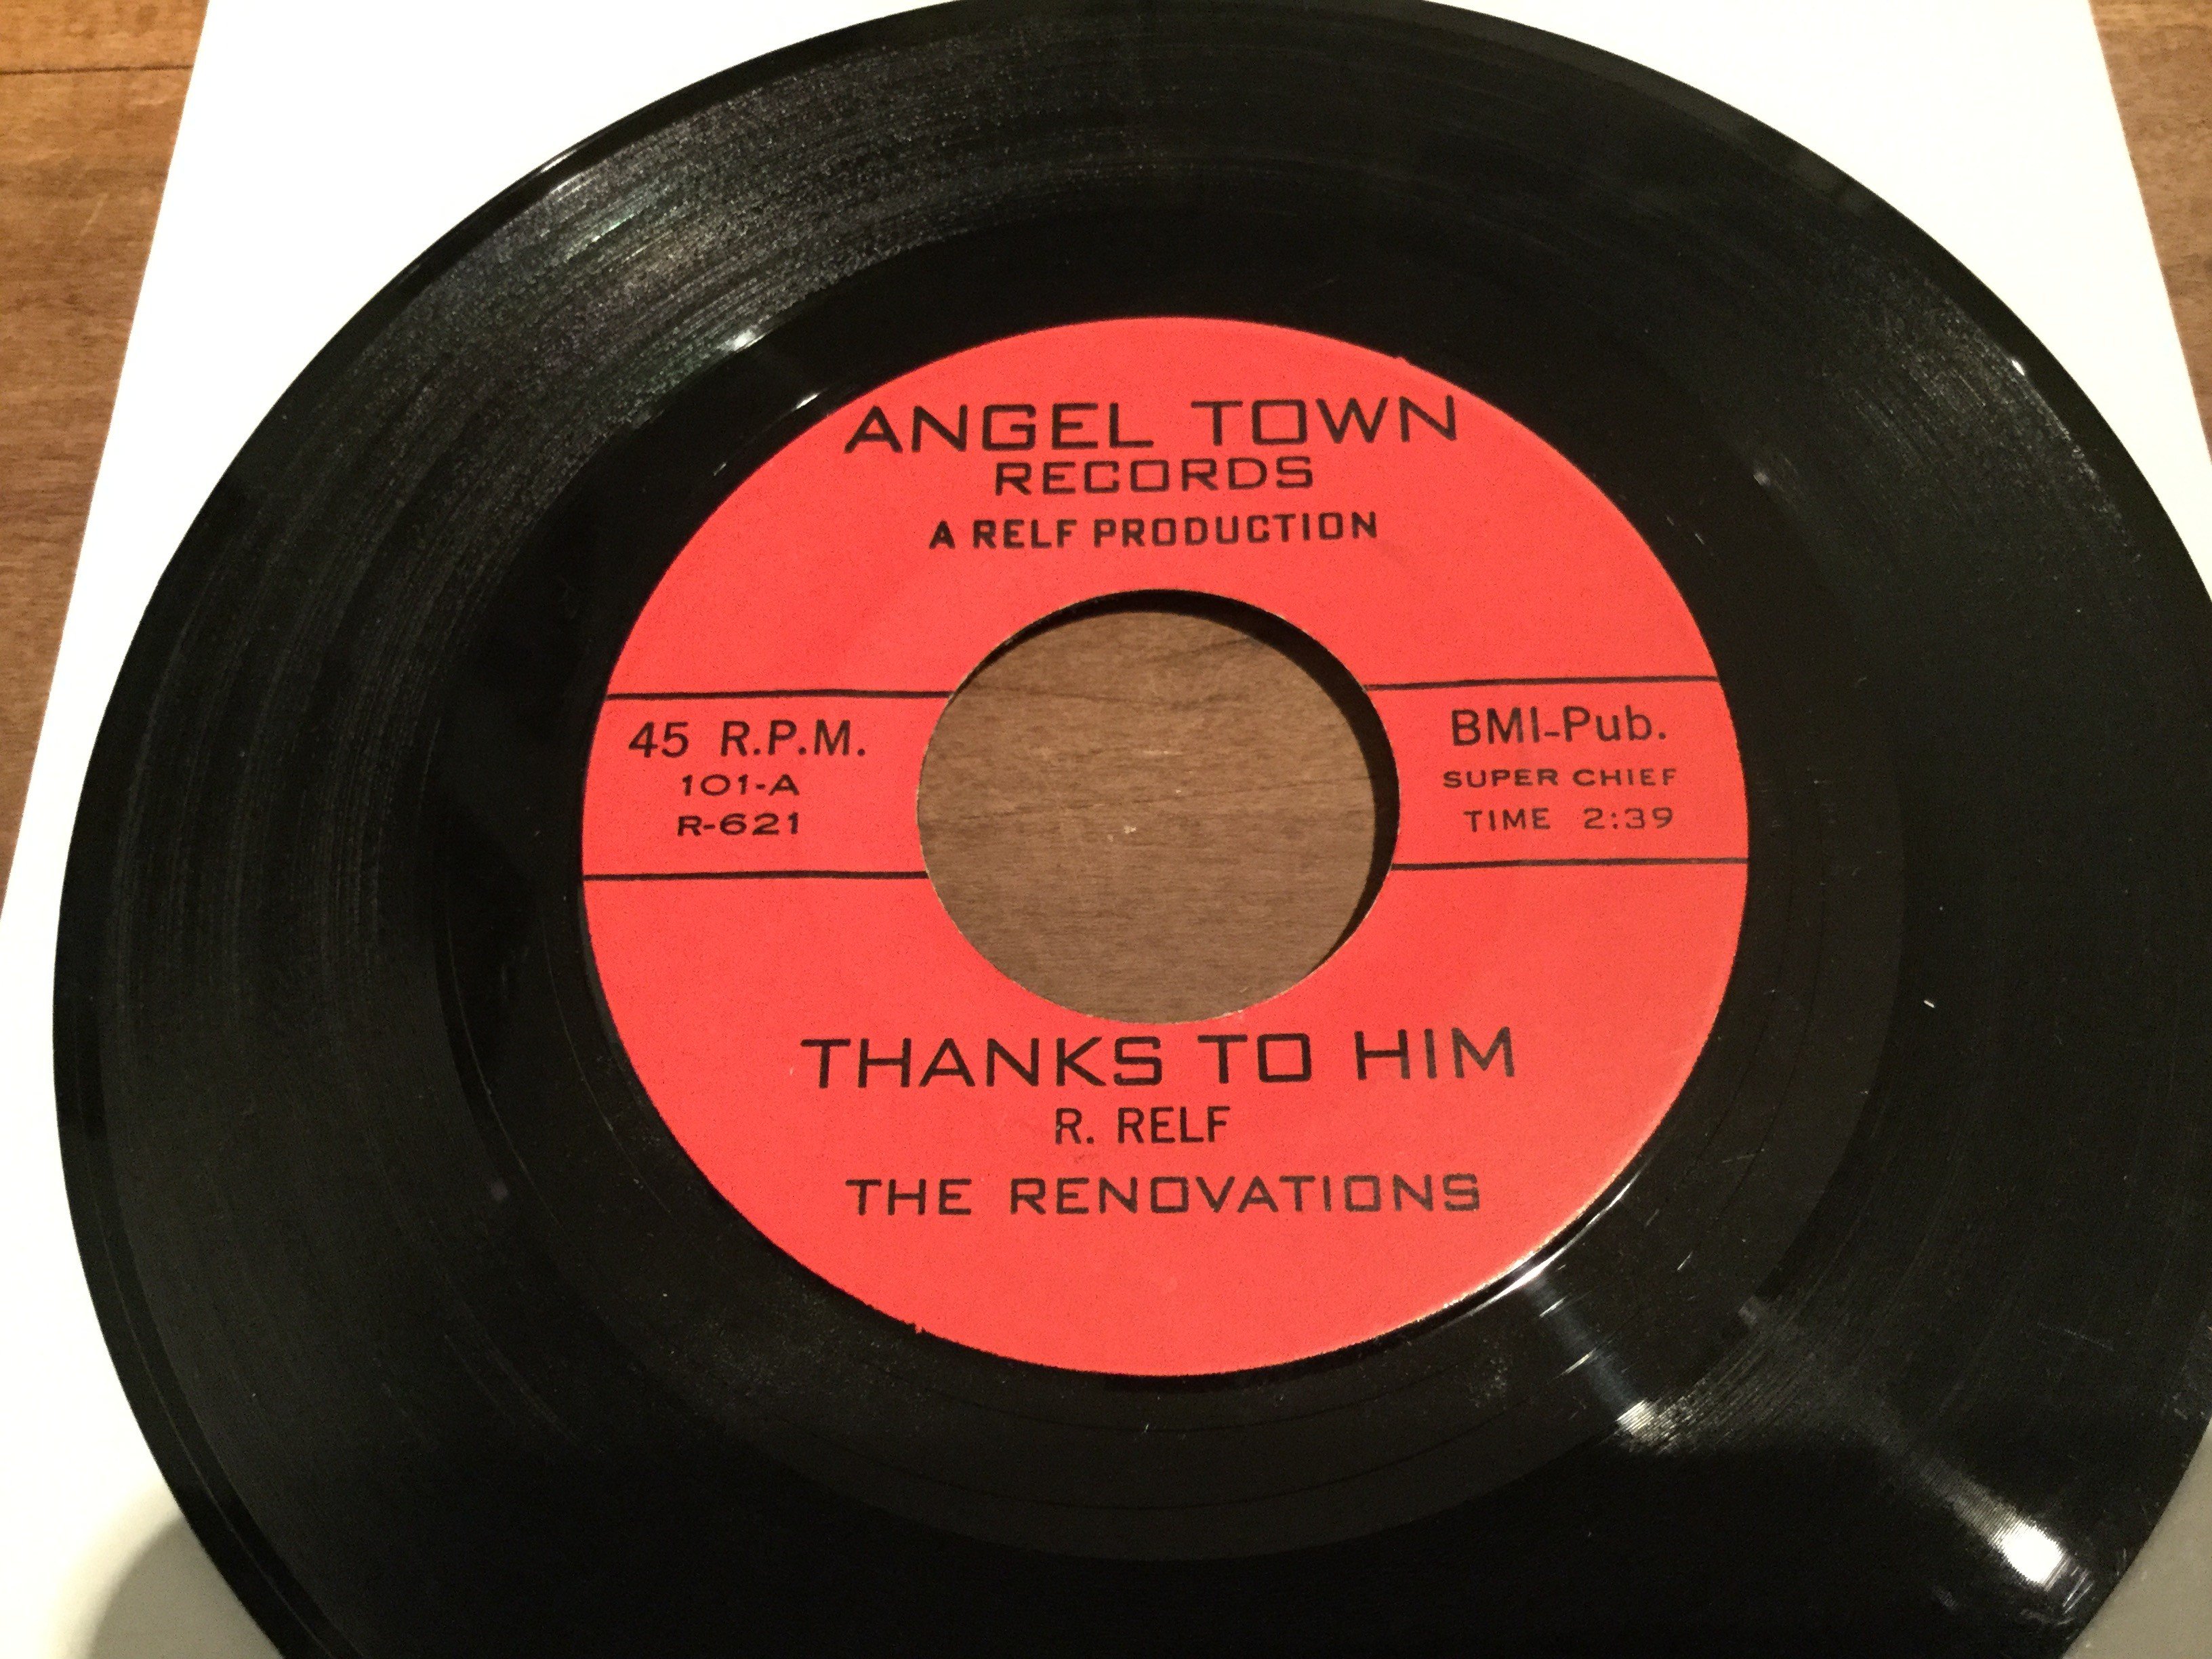 ANGEL TOWN
RECORDS
A RELF PRODUCTION
45 R.P.M.
101-A
R-621
BMI-Pub.
SUPER CHIEF
TIME 2:39
THANKS TO HIM
R. RELF
THE RENOVATIONS